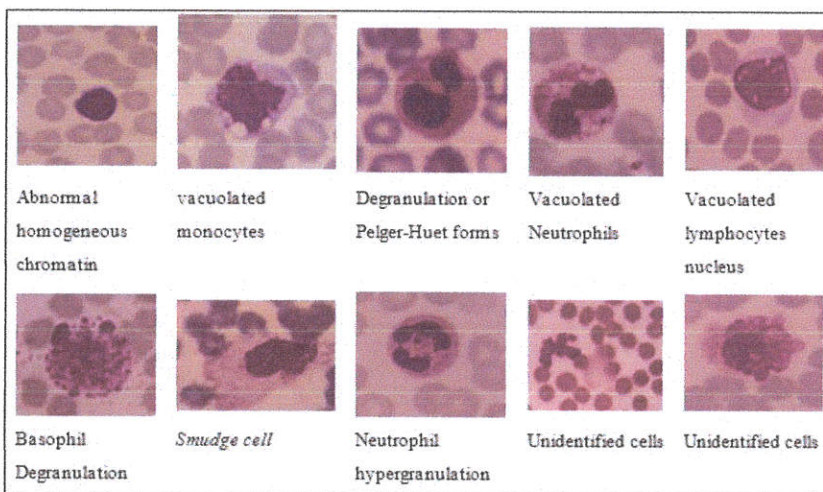 Abnormal homogeneous chromatin
vacuolated monocytes
Degranulation or Pelger-Huet forms
Vacuolated Neutrophils
Vacuolated lymphocytes nucleus
Basophil Degranulation
Smudge cell
Neutrophil hypergranulation
Unidentified cells
Unidentified cells